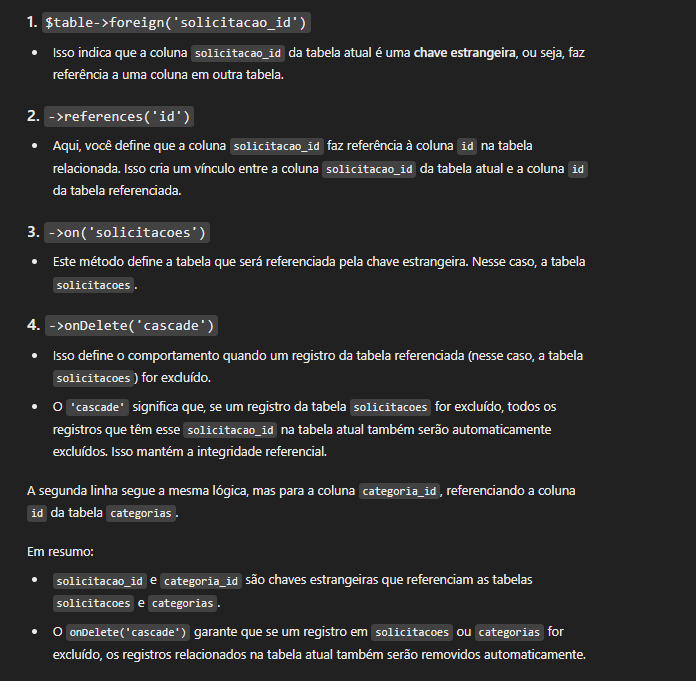 1. $table->foreign('solicitacao_id')
• Isso indica que a coluna solicitacao_id da tabela atual é uma chave estrangeira, ou seja, faz
referência a uma coluna em outra tabela.
2. ->references('id')
• Aqui, você define que a coluna solicitacao_id faz referência à coluna id na tabela
relacionada. Isso cria um vínculo entre a coluna solicitacao_id da tabela atual e a coluna id
da tabela referenciada.
3. ->on('solicitacoes')
• Este método define a tabela que será referenciada pela chave estrangeira. Nesse caso, a tabela
solicitacoes.
4. ->onDelete('cascade')
• Isso define o comportamento quando um registro da tabela referenciada (nesse caso, a tabela
solicitacoes) for excluído.
• O 'cascade' significa que, se um registro da tabela solicitacoes for excluído, todos os
registros que têm esse solicitacao_id na tabela atual também serão automaticamente
excluídos. Isso mantém a integridade referencial.
A segunda linha segue a mesma lógica, mas para a coluna categoria_id, referenciando a coluna
id da tabela categorias.
Em resumo:
• solicitacao_id e categoria_id são chaves estrangeiras que referenciam as tabelas
solicitacoes e categorias.
• O onDelete('cascade') garante que se um registro em solicitacoes ou categorias for
excluído, os registros relacionados na tabela atual também serão removidos automaticamente.